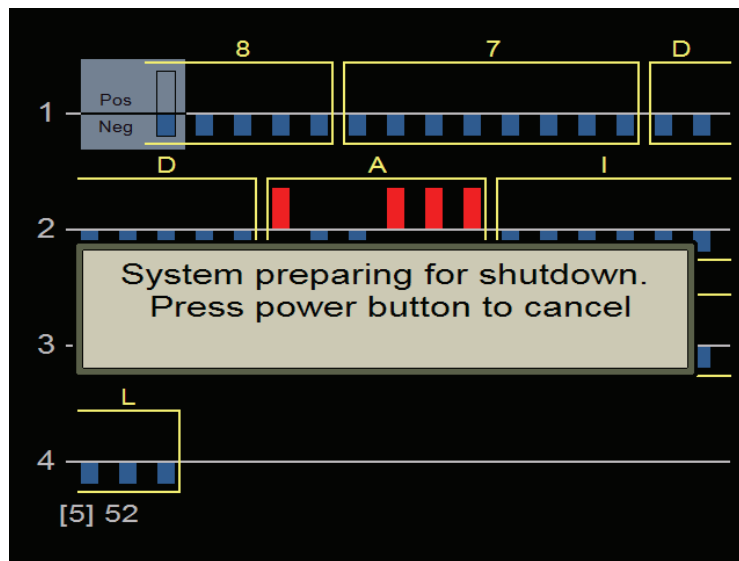 8 7 D
1 Pos
Neg
D A I
2
System preparing for shutdown.
Press power button to cancel
3
L
4
[5] 52